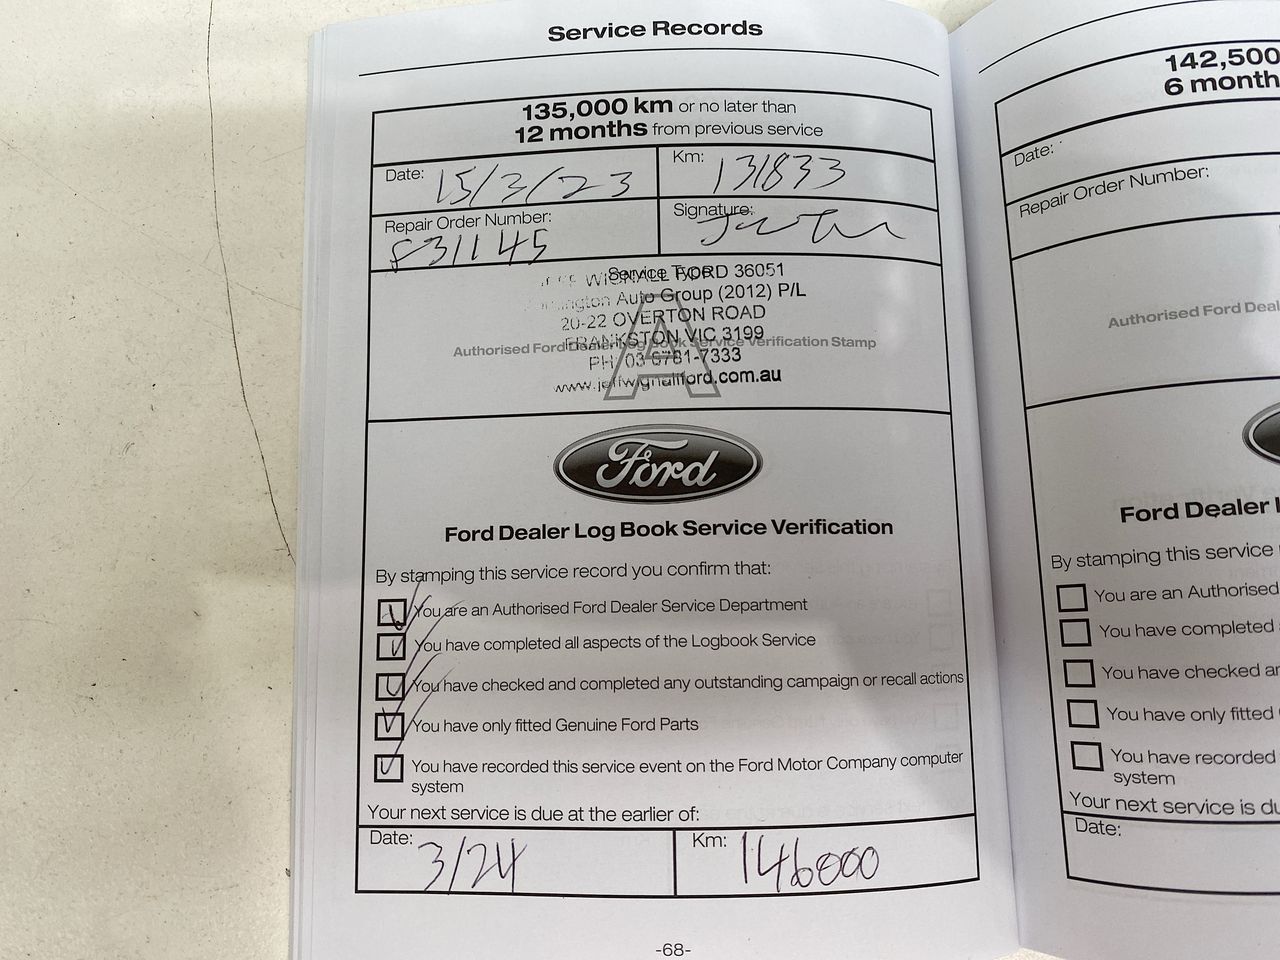 Service Records
135,000 km or no later than
12 months from previous service
Date: 15/3/23
Km: 131833
Repair Order Number:
831145
Signature:
Service Type
WIGNALL FORD 36051
Auto Group (2012) P/L
20-22 OVERTON ROAD
FRANKSTON VIC 3199
Authorised Ford Dealer Log Book Service Verification Stamp
A
PH: 03 9781-7333
www.jeffwignallford.com.au
Ford
Ford Dealer Log Book Service Verification
By stamping this service record you confirm that:
You are an Authorised Ford Dealer Service Department
You have completed all aspects of the Logbook Service
You have checked and completed any outstanding campaign or recall actions
You have only fitted Genuine Ford Parts
You have recorded this service event on the Ford Motor Company computer
system
Your next service is due at the earlier of:
Date: 3/24
Km: 146000
-68-
142,500
6 month
Date:
Repair Order Number:
Authorised Ford Deal
Ford Dealer
By stamping this service
You are an Authorised
You have completed
You have checked an
You have only fitted
You have recorded
system
Your next service is du
Date: